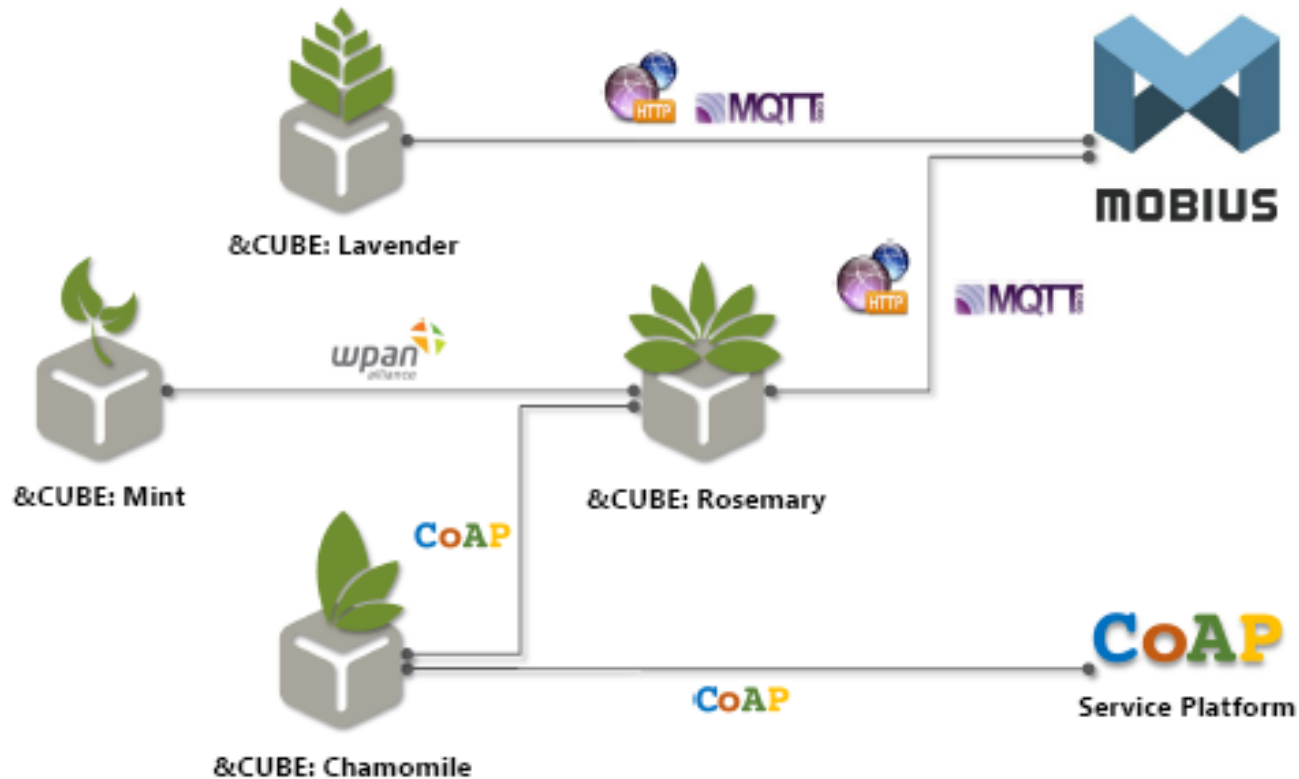 HTTP
MQTT
MOBIUS
&CUBE: Lavender
HTTP
MQTT
wpan
alliance
&CUBE: Mint
&CUBE: Rosemary
CoAP
CoAP
CoAP
Service Platform
&CUBE: Chamomile